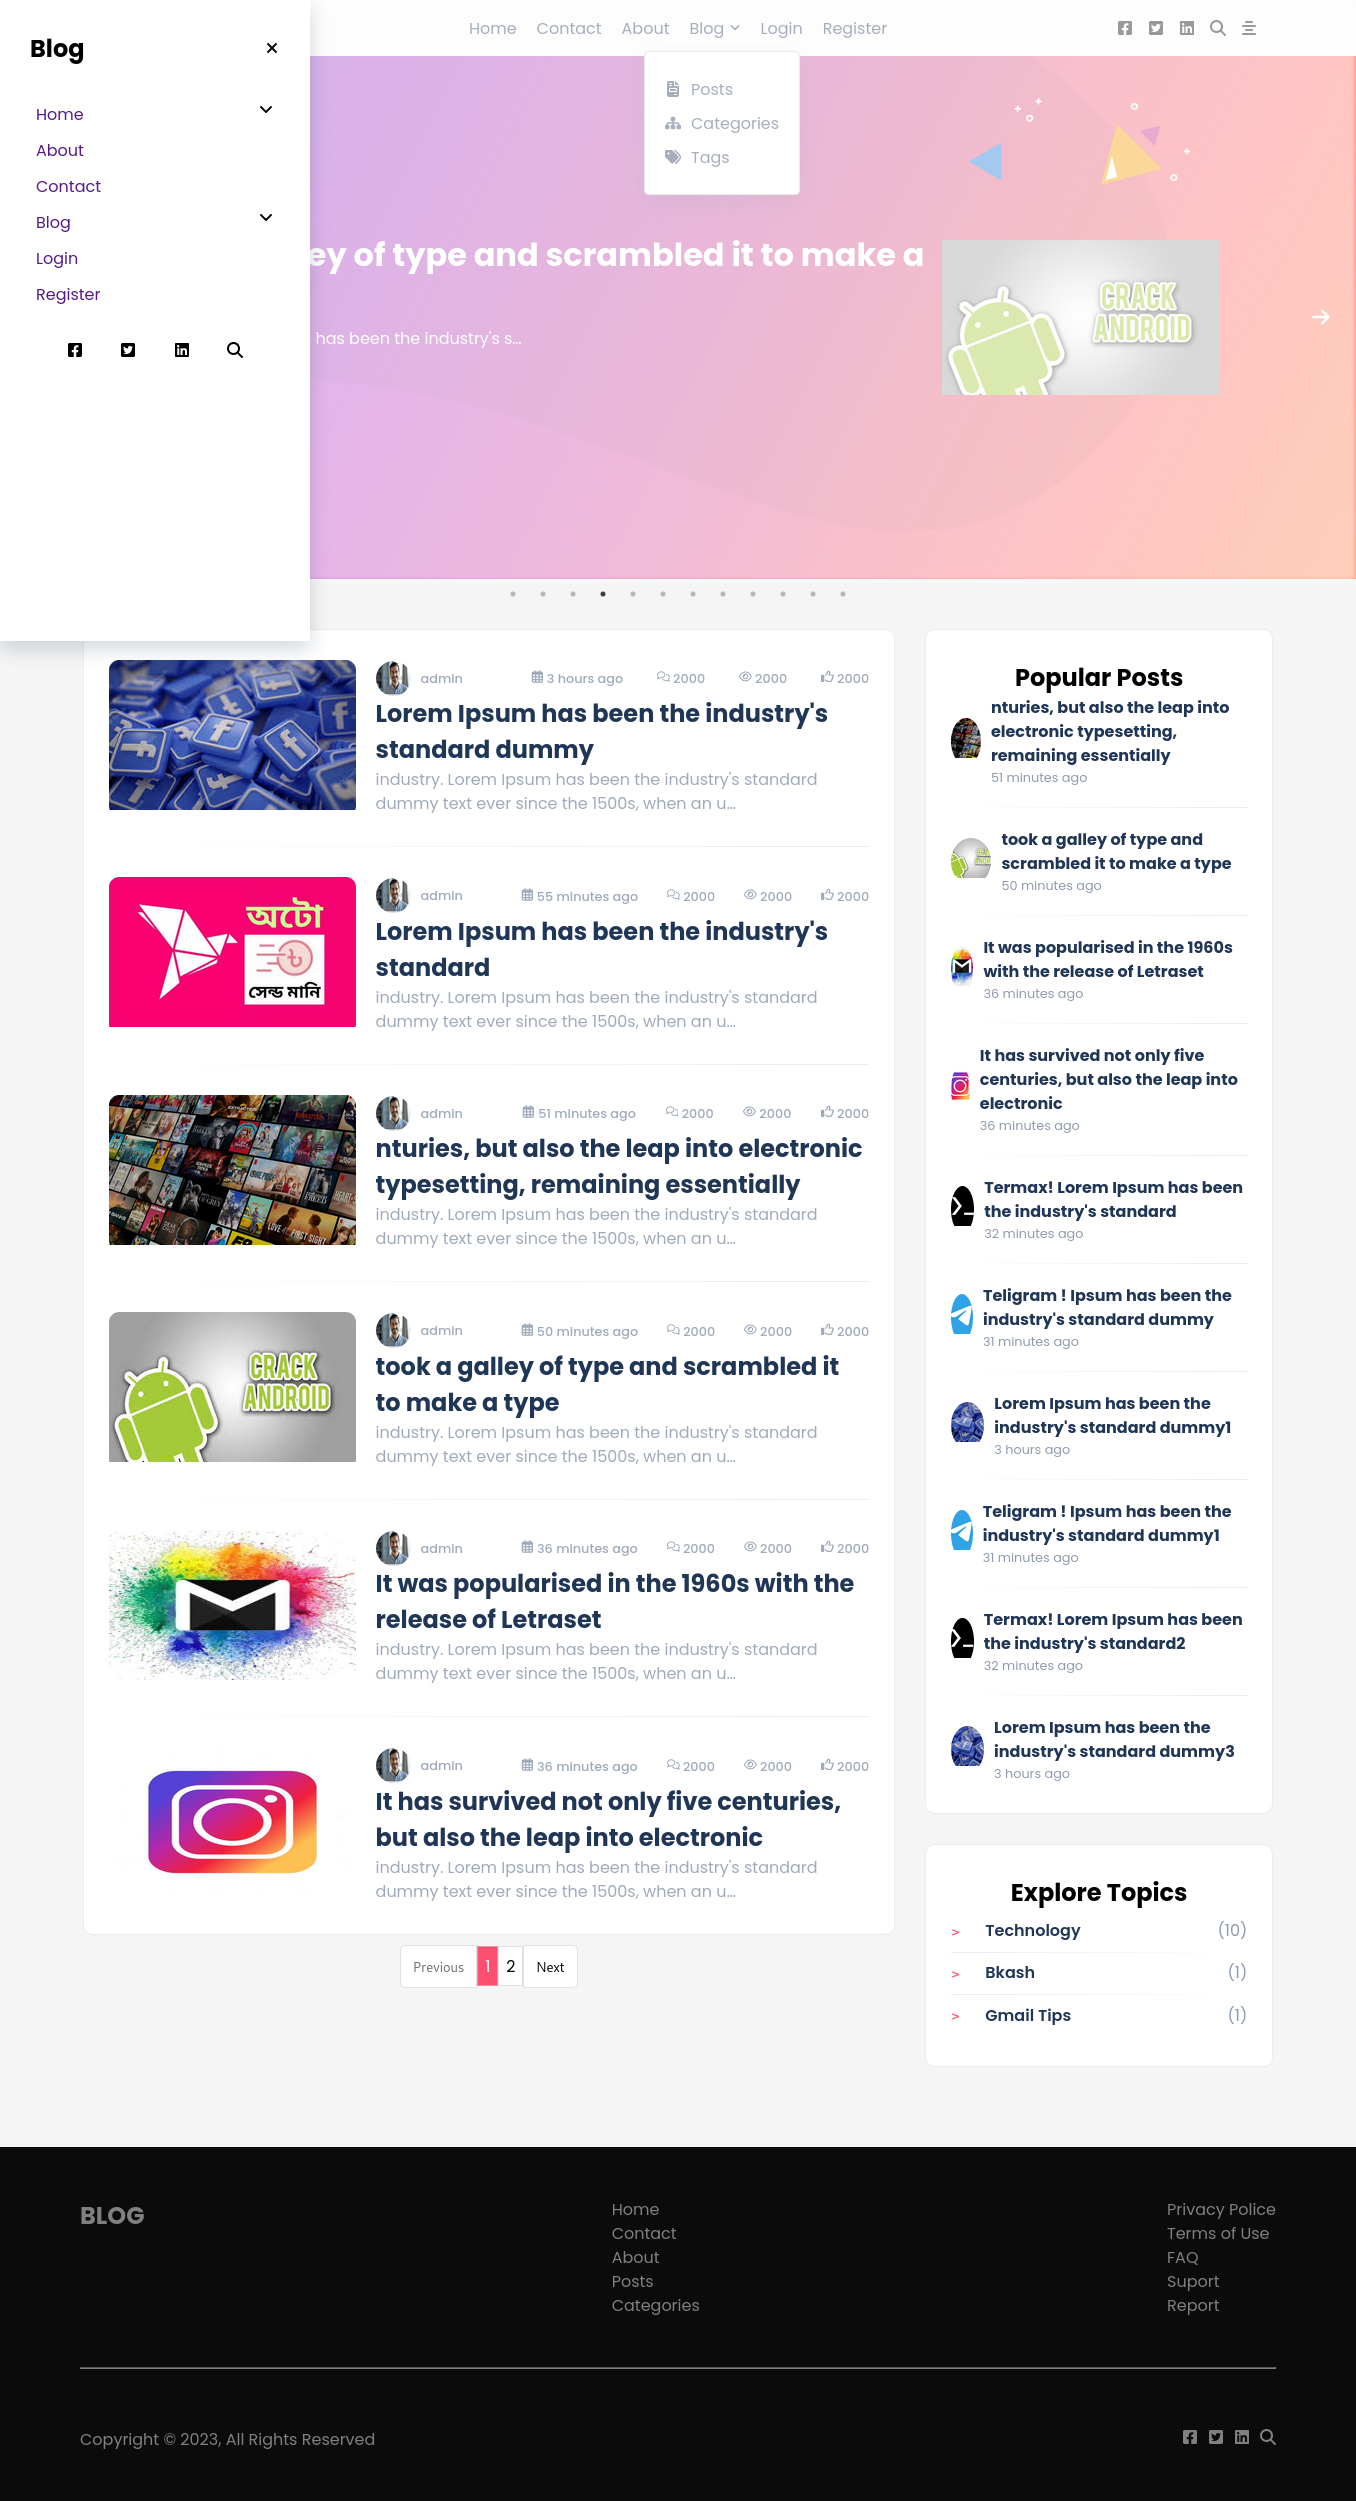 Blog
Home
About
Contact
Blog
Login
Register
Home Contact About Blog Login Register
Posts
Categories
Tags
ey of type and scrambled it to make a
has been the industry's s...
CRACK
ANDROID
admin 3 hours ago 2000 2000 2000
Lorem Ipsum has been the industry's
standard dummy
industry. Lorem Ipsum has been the industry's standard
dummy text ever since the 1500s, when an u...
অটো
সেন্ড মানি
admin 55 minutes ago 2000 2000 2000
Lorem Ipsum has been the industry's
standard
industry. Lorem Ipsum has been the industry's standard
dummy text ever since the 1500s, when an u...
admin 51 minutes ago 2000 2000 2000
nturies, but also the leap into electronic
typesetting, remaining essentially
industry. Lorem Ipsum has been the industry's standard
dummy text ever since the 1500s, when an u...
CRACK
ANDROID
admin 50 minutes ago 2000 2000 2000
took a galley of type and scrambled it
to make a type
industry. Lorem Ipsum has been the industry's standard
dummy text ever since the 1500s, when an u...
admin 36 minutes ago 2000 2000 2000
It was popularised in the 1960s with the
release of Letraset
industry. Lorem Ipsum has been the industry's standard
dummy text ever since the 1500s, when an u...
admin 36 minutes ago 2000 2000 2000
It has survived not only five centuries,
but also the leap into electronic
industry. Lorem Ipsum has been the industry's standard
dummy text ever since the 1500s, when an u...
Previous 1 2 Next
Popular Posts
nturies, but also the leap into
electronic typesetting,
remaining essentially
51 minutes ago
took a galley of type and
scrambled it to make a type
50 minutes ago
It was popularised in the 1960s
with the release of Letraset
36 minutes ago
It has survived not only five
centuries, but also the leap into
electronic
36 minutes ago
Termax! Lorem Ipsum has been
the industry's standard
32 minutes ago
Teligram ! Ipsum has been the
industry's standard dummy
31 minutes ago
Lorem Ipsum has been the
industry's standard dummy1
3 hours ago
Teligram ! Ipsum has been the
industry's standard dummy1
31 minutes ago
Termax! Lorem Ipsum has been
the industry's standard2
32 minutes ago
Lorem Ipsum has been the
industry's standard dummy3
3 hours ago
Explore Topics
> Technology (10)
> Bkash (1)
> Gmail Tips (1)
BLOG
Home
Contact
About
Posts
Categories
Privacy Police
Terms of Use
FAQ
Suport
Report
Copyright © 2023, All Rights Reserved